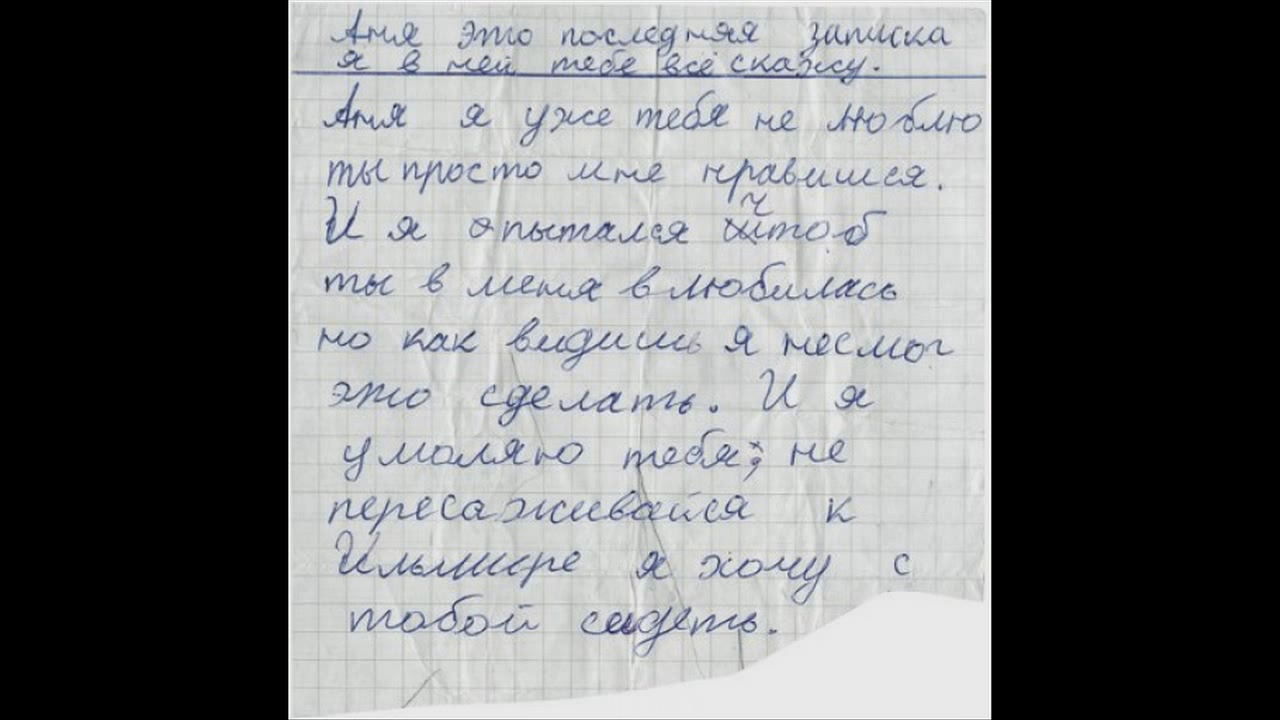 Аня это последняя записка
я в ней тебе всё скажу.
Аня я уже тебя не люблю
ты просто мне нравишся.
И я опытался чтоб
ты в меня влюбилась
но как видишь я несмог
это сделать. И я
умоляю тебя, не
пересаживайся к
Ильмире я хочу с
тобой сидеть.